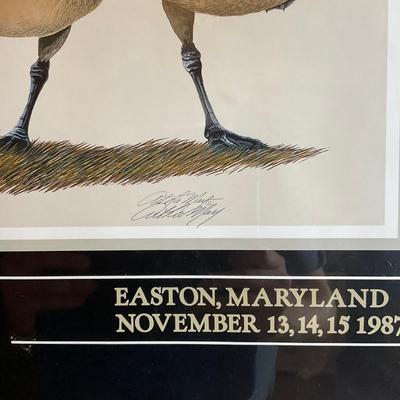 EASTON, MARYLAND
NOVEMBER 13, 14, 15 1987